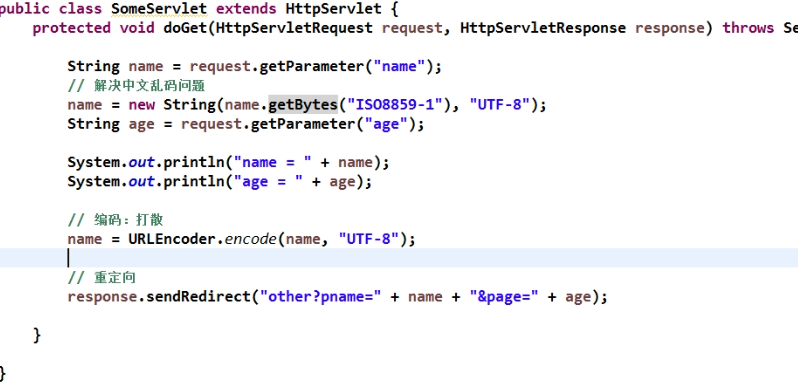 public class SomeServlet extends HttpServlet {
protected void doGet(HttpServletRequest request, HttpServletResponse response) throws Se
String name = request.getParameter("name");
// 解决中文乱码问题
name = new String(name.getBytes("ISO8859-1"), "UTF-8");
String age = request.getParameter("age");
System.out.println("name = " + name);
System.out.println("age = " + age);
// 编码：打散
name = URLEncoder.encode(name, "UTF-8");
// 重定向
response.sendRedirect("other?pname=" + name + "&page=" + age);
}
}